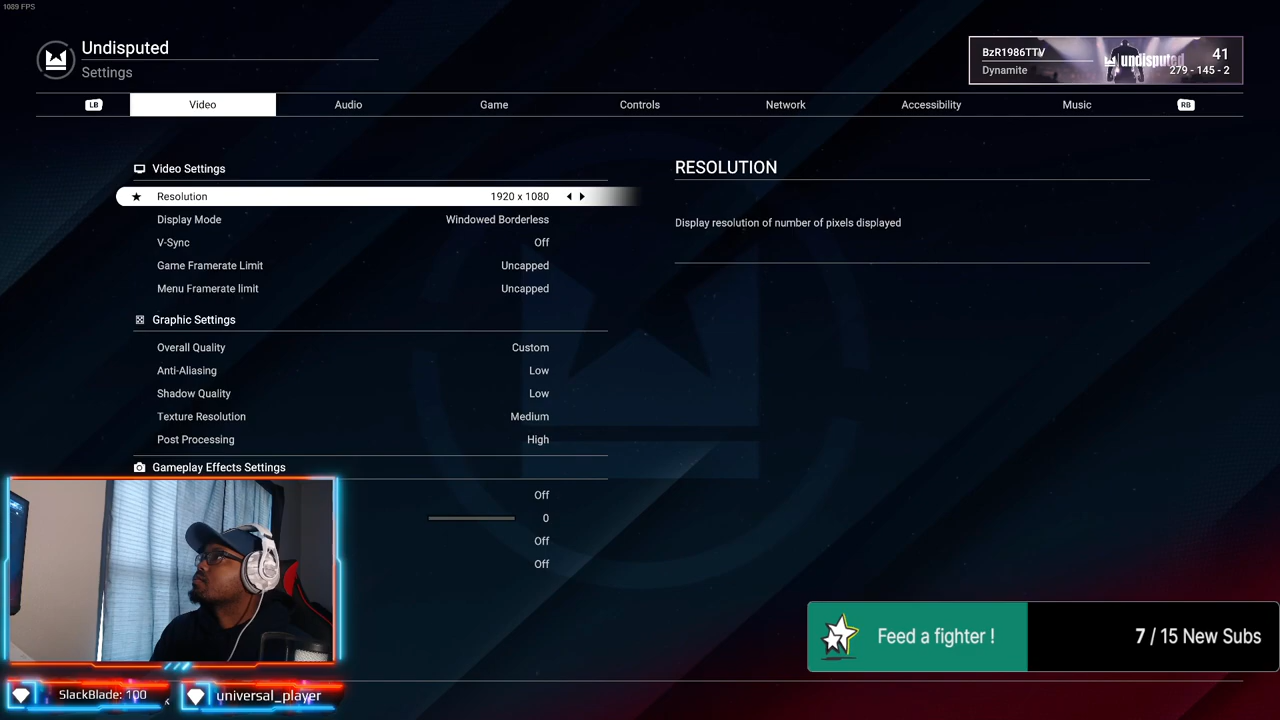 1089 FPS
Undisputed
Settings
BzR1986TTV
Dynamite
undisputed
41
279 - 145 - 2
LB
Video
Audio
Game
Controls
Network
Accessibility
Music
RB
Video Settings
Resolution 1920 x 1080
Display Mode Windowed Borderless
V-Sync Off
Game Framerate Limit Uncapped
Menu Framerate limit Uncapped
Graphic Settings
Overall Quality Custom
Anti-Aliasing Low
Shadow Quality Low
Texture Resolution Medium
Post Processing High
Gameplay Effects Settings
Off
0
Off
Off
RESOLUTION
Display resolution of number of pixels displayed
Feed a fighter !
7 / 15 New Subs
SlackBlade: 100
universal_player